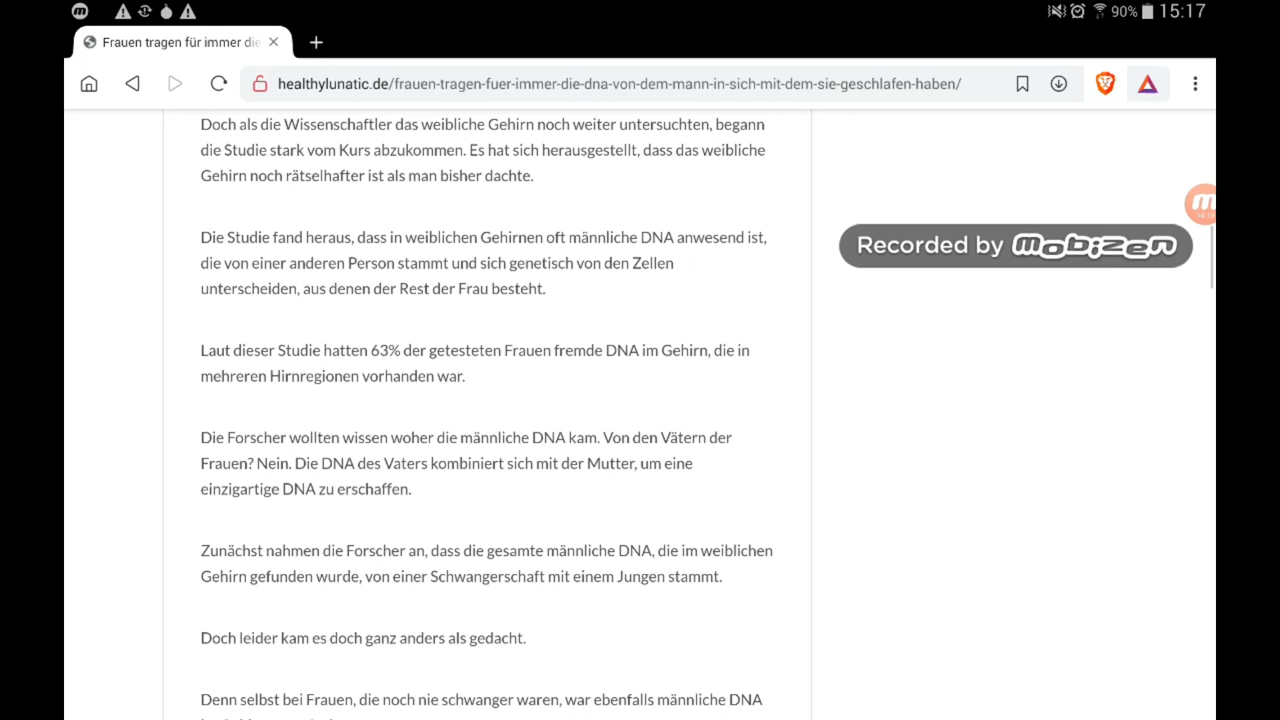 90% 15:17
Frauen tragen für immer die
healthylunatic.de/frauen-tragen-fuer-immer-die-dna-von-dem-mann-in-sich-mit-dem-sie-geschlafen-haben/
Doch als die Wissenschaftler das weibliche Gehirn noch weiter untersuchten, begann
die Studie stark vom Kurs abzukommen. Es hat sich herausgestellt, dass das weibliche
Gehirn noch rätselhafter ist als man bisher dachte.
14:19
Recorded by mobizen
Die Studie fand heraus, dass in weiblichen Gehirnen oft männliche DNA anwesend ist,
die von einer anderen Person stammt und sich genetisch von den Zellen
unterscheiden, aus denen der Rest der Frau besteht.
Laut dieser Studie hatten 63% der getesteten Frauen fremde DNA im Gehirn, die in
mehreren Hirnregionen vorhanden war.
Die Forscher wollten wissen woher die männliche DNA kam. Von den Vätern der
Frauen? Nein. Die DNA des Vaters kombiniert sich mit der Mutter, um eine
einzigartige DNA zu erschaffen.
Zunächst nahmen die Forscher an, dass die gesamte männliche DNA, die im weiblichen
Gehirn gefunden wurde, von einer Schwangerschaft mit einem Jungen stammt.
Doch leider kam es doch ganz anders als gedacht.
Denn selbst bei Frauen, die noch nie schwanger waren, war ebenfalls männliche DNA